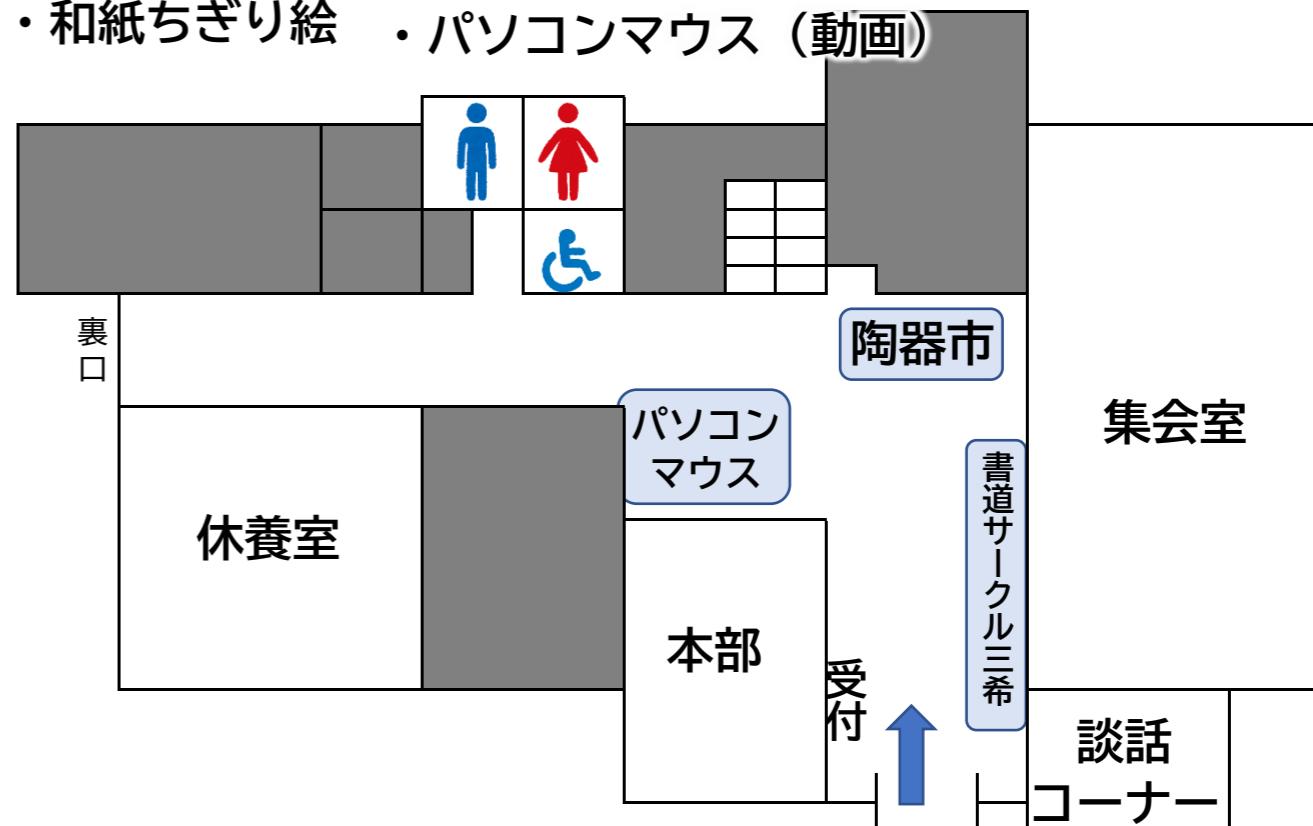 ・和紙ちぎり絵
・パソコンマウス（動画）
裏口
陶器市
パソコン
マウス
集会室
書道サークル三希
休養室
本部
受付
談話
コーナー